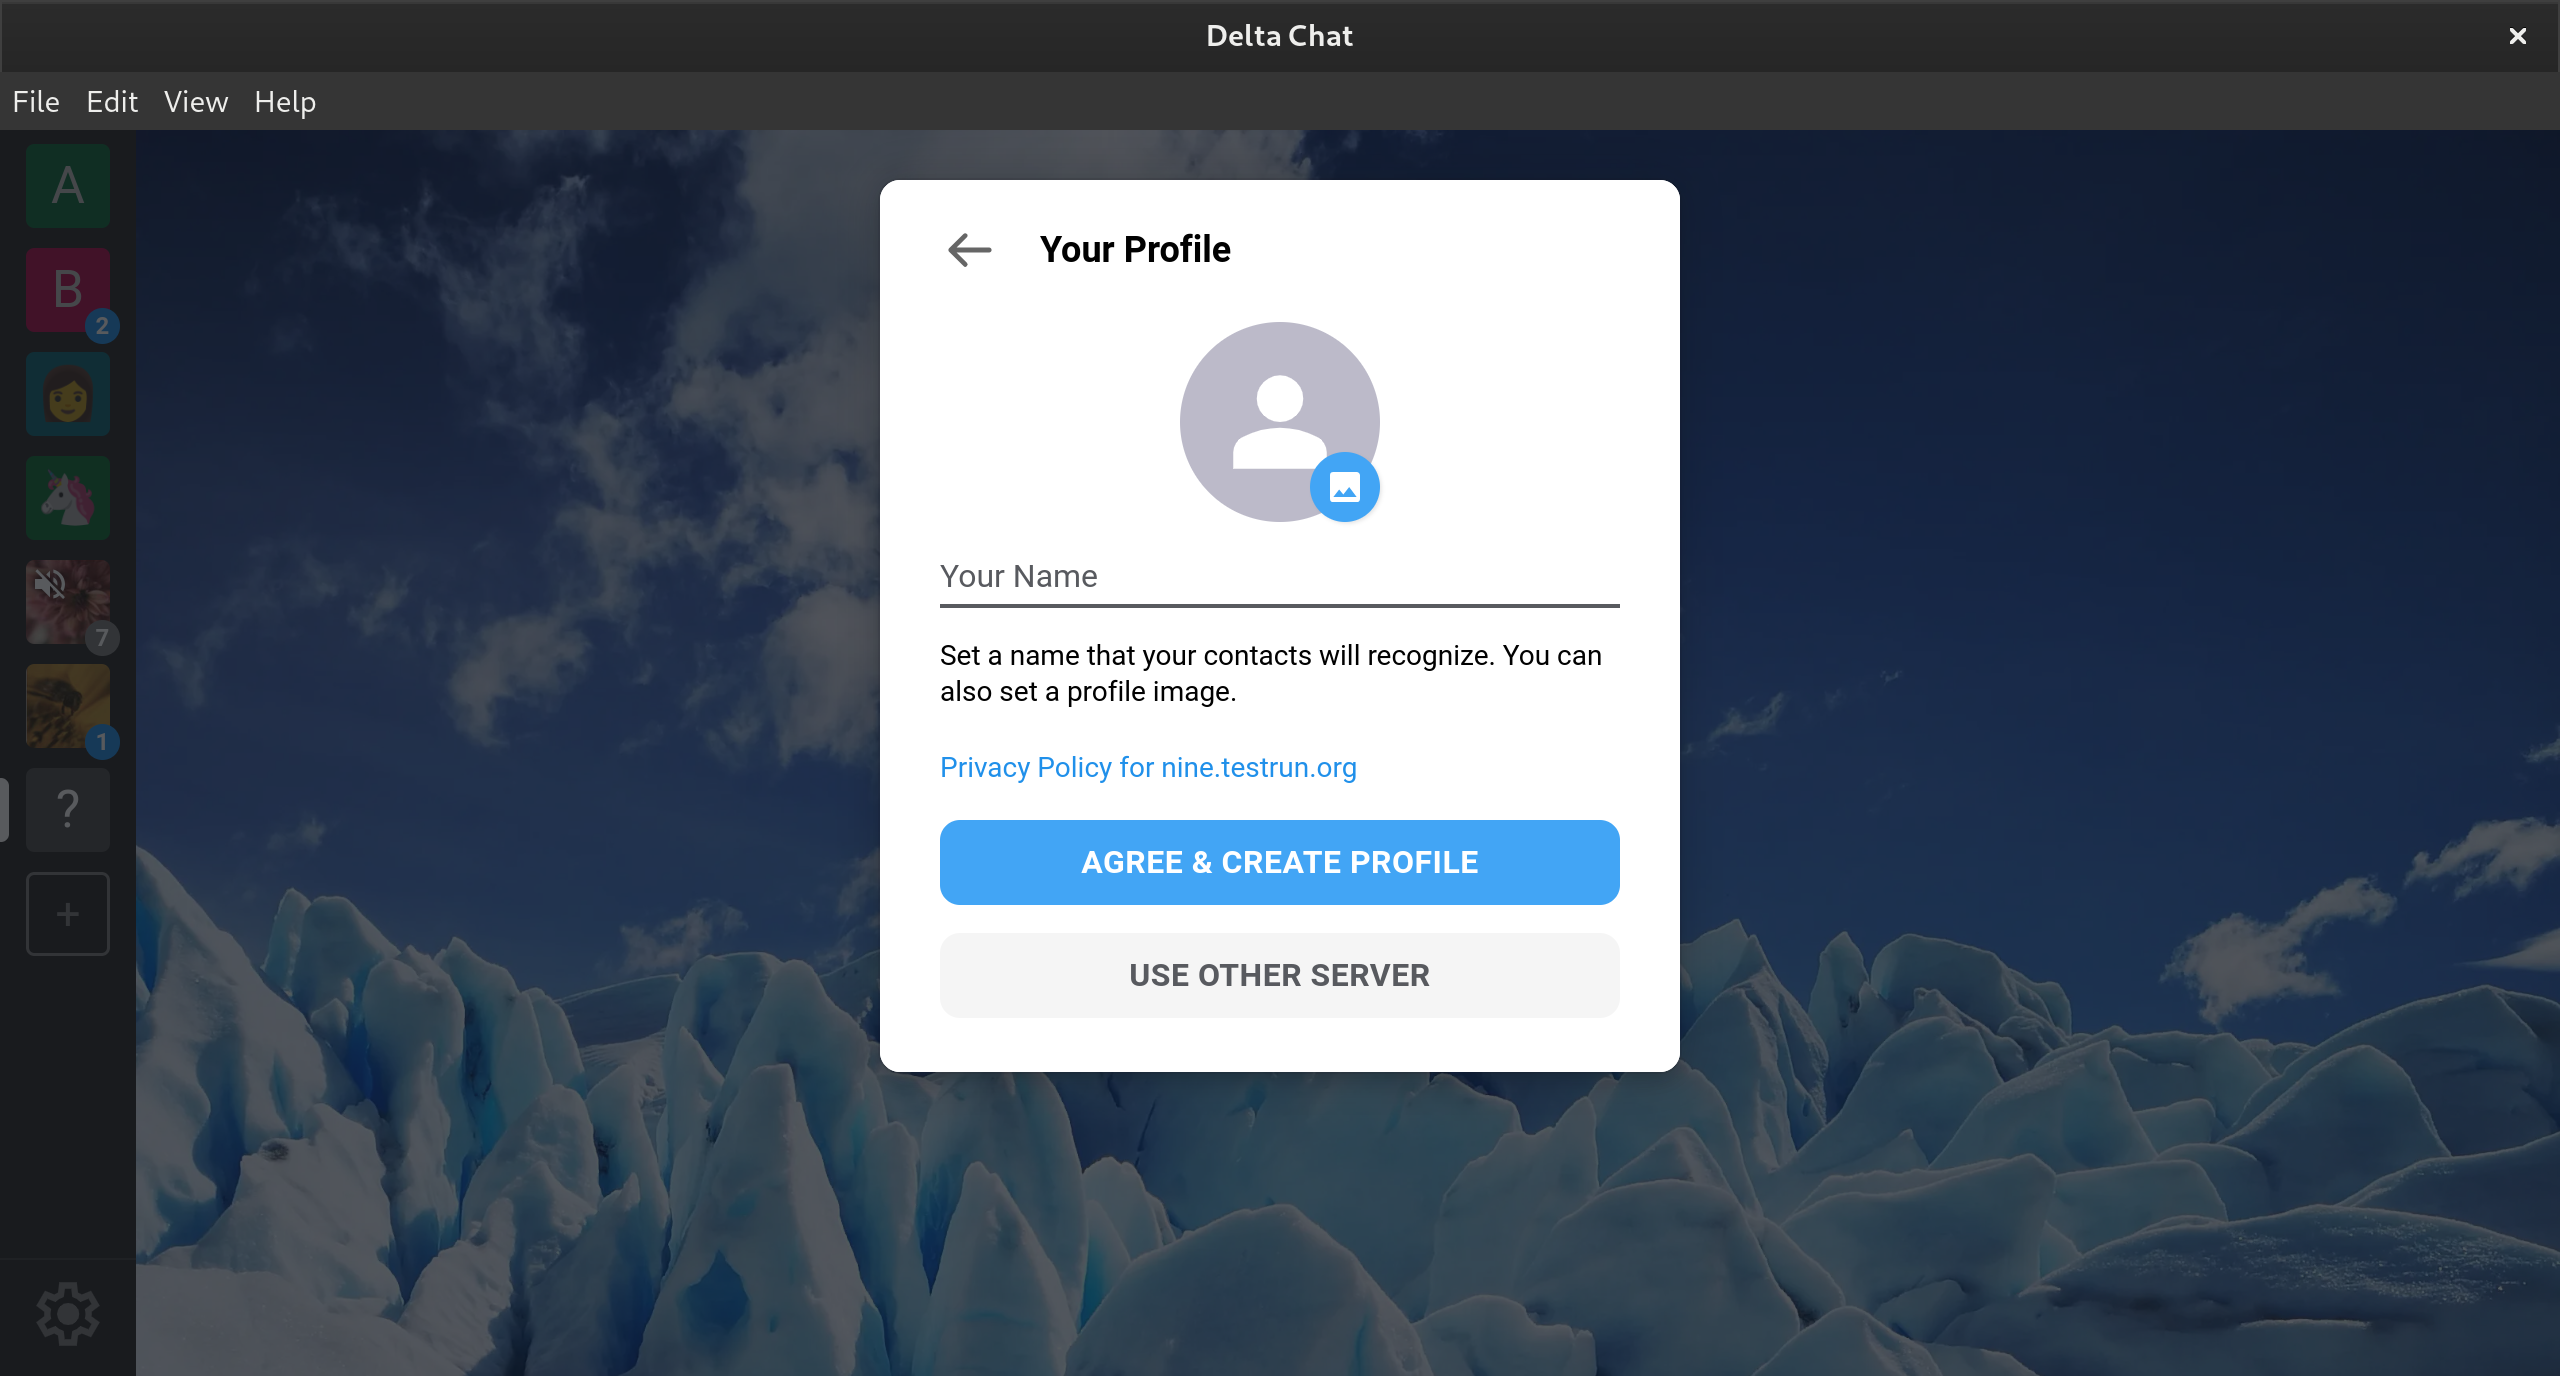 Delta Chat
File Edit View Help
A
B
2
7
1
?
+
Your Profile
Your Name
Set a name that your contacts will recognize. You can
also set a profile image.
Privacy Policy for nine.testrun.org
AGREE & CREATE PROFILE
USE OTHER SERVER